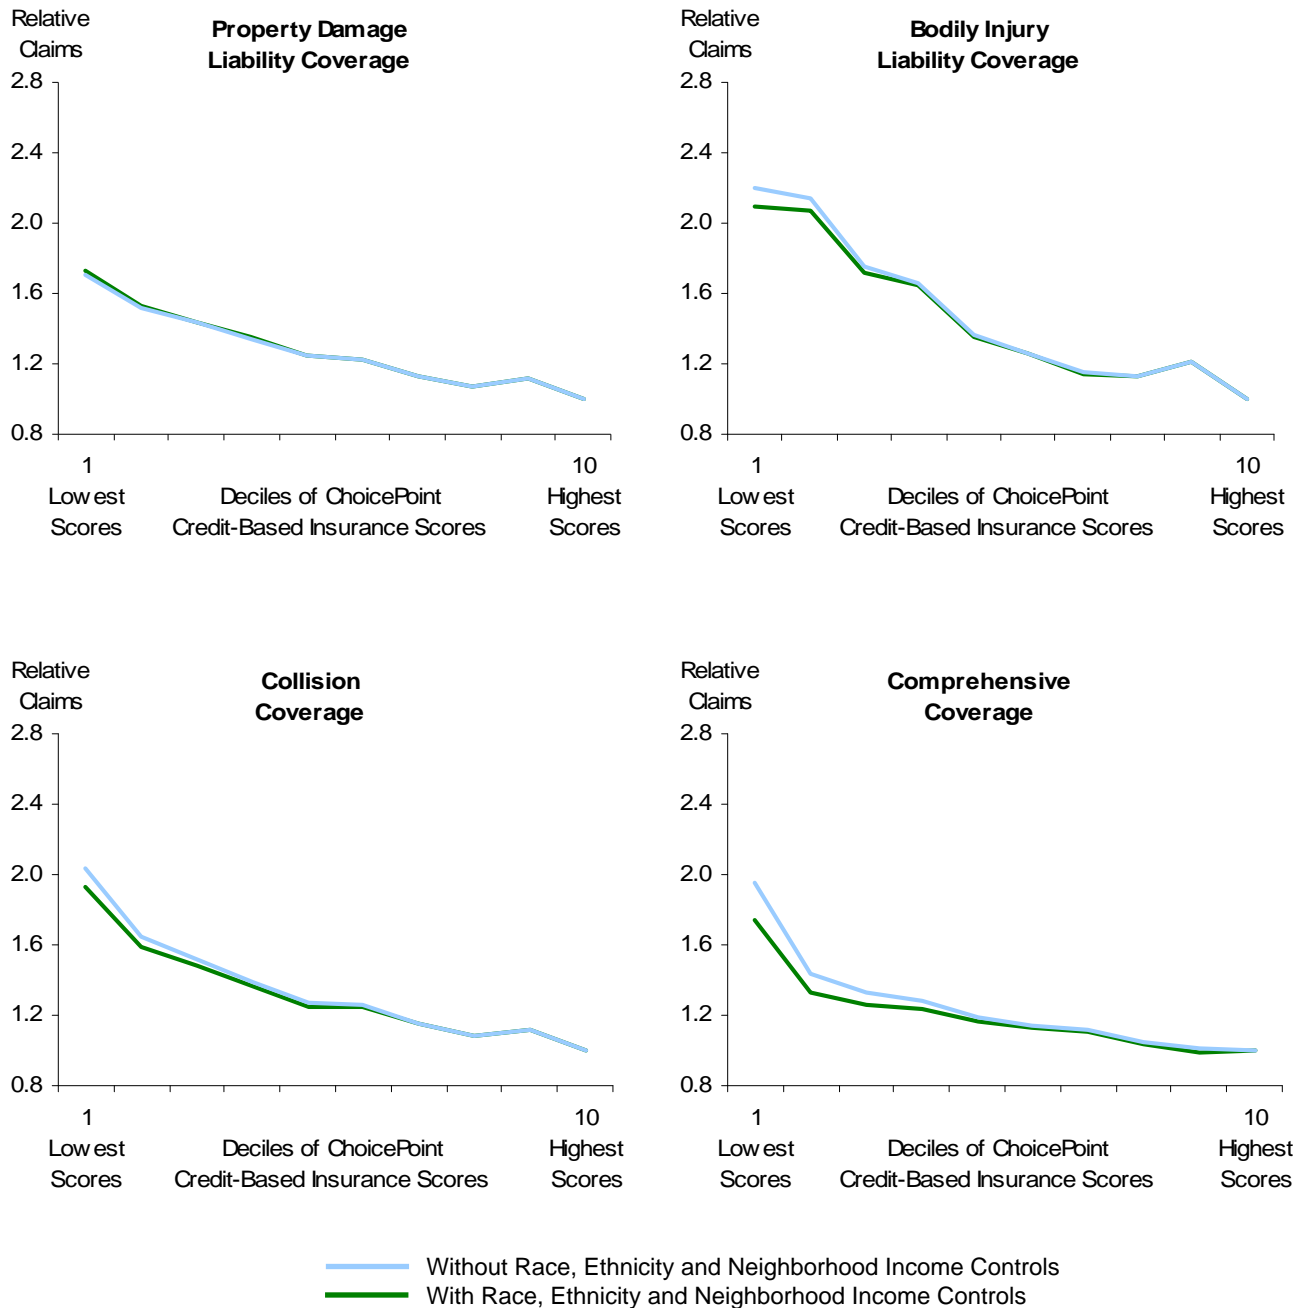 Relative
Claims
Property Damage
Liability Coverage
2.8
2.4
2.0
1.6
1.2
0.8
1
10
Lowest
Scores
Deciles of ChoicePoint
Credit-Based Insurance Scores
Highest
Scores
Relative
Claims
Bodily Injury
Liability Coverage
2.8
2.4
2.0
1.6
1.2
0.8
1
10
Lowest
Scores
Deciles of ChoicePoint
Credit-Based Insurance Scores
Highest
Scores
Relative
Claims
Collision
Coverage
2.8
2.4
2.0
1.6
1.2
0.8
1
10
Lowest
Scores
Deciles of ChoicePoint
Credit-Based Insurance Scores
Highest
Scores
Relative
Claims
Comprehensive
Coverage
2.8
2.4
2.0
1.6
1.2
0.8
1
10
Lowest
Scores
Deciles of ChoicePoint
Credit-Based Insurance Scores
Highest
Scores
Without Race, Ethnicity and Neighborhood Income Controls
With Race, Ethnicity and Neighborhood Income Controls